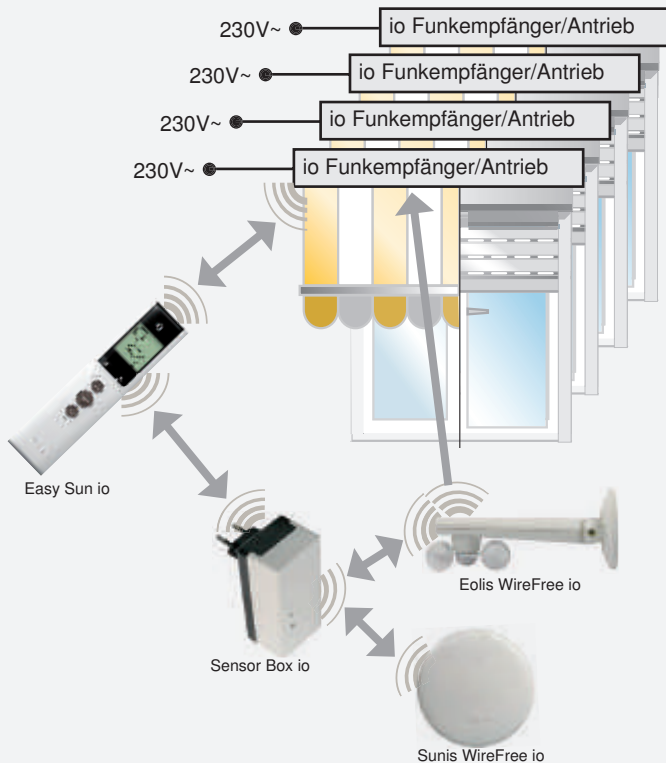 230V~ io Funkempfänger/Antrieb
230V~ io Funkempfänger/Antrieb
230V~ io Funkempfänger/Antrieb
230V~ io Funkempfänger/Antrieb
Easy Sun io
Eolis WireFree io
Sensor Box io
Sunis WireFree io